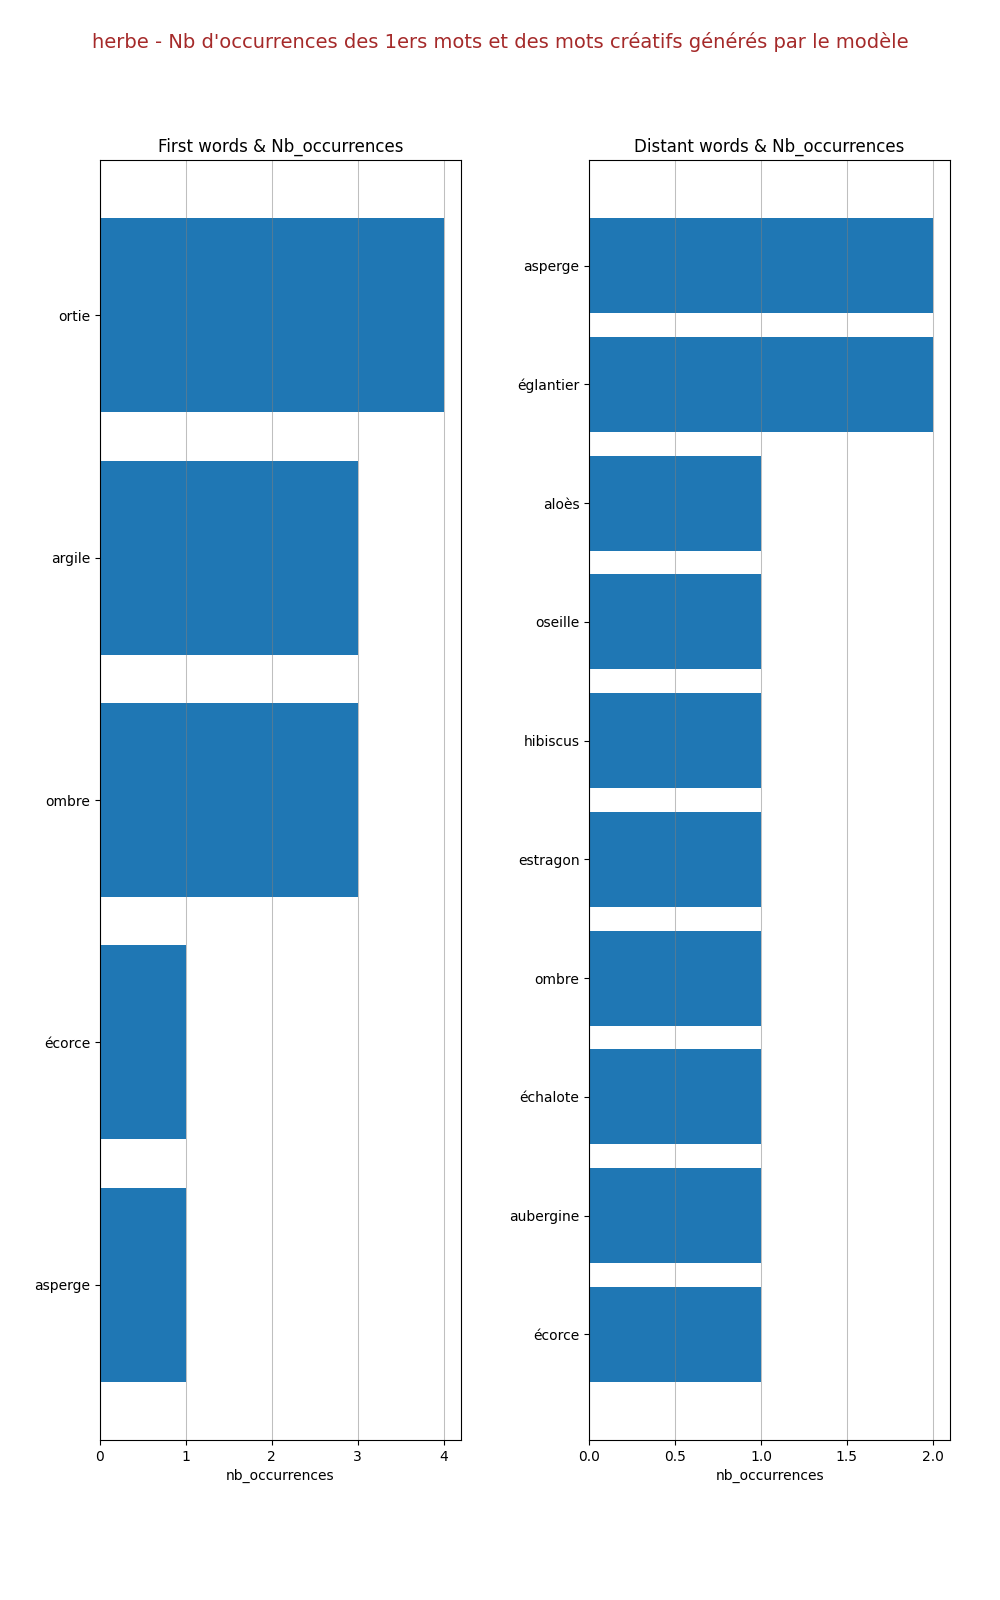 herbe - Nb d'occurrences des 1ers mots et des mots créatifs générés par le modèle
First words & Nb_occurrences
ortie
argile
ombre
écorce
asperge
0 1 2 3 4
nb_occurrences
Distant words & Nb_occurrences
asperge
églantier
aloès
oseille
hibiscus
estragon
ombre
échalote
aubergine
écorce
0.0 0.5 1.0 1.5 2.0
nb_occurrences